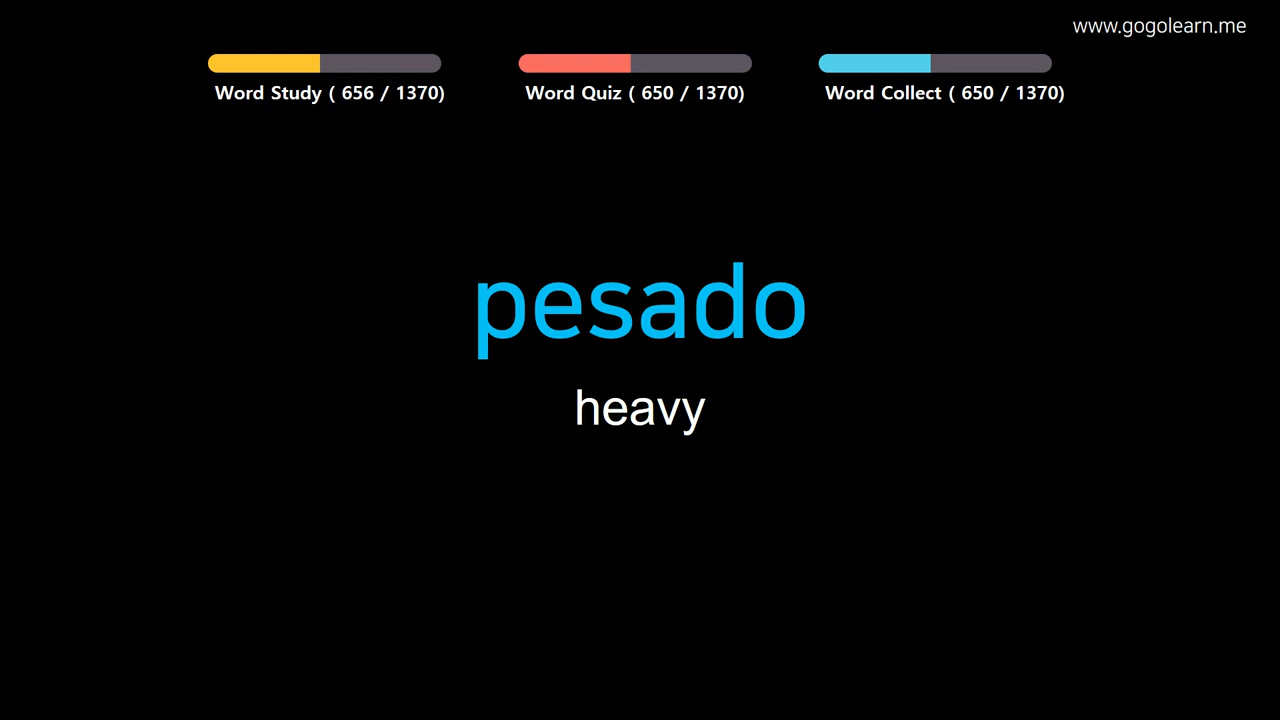 www.gogolearn.me
Word Study ( 656 / 1370)
Word Quiz ( 650 / 1370)
Word Collect ( 650 / 1370)
pesado
heavy